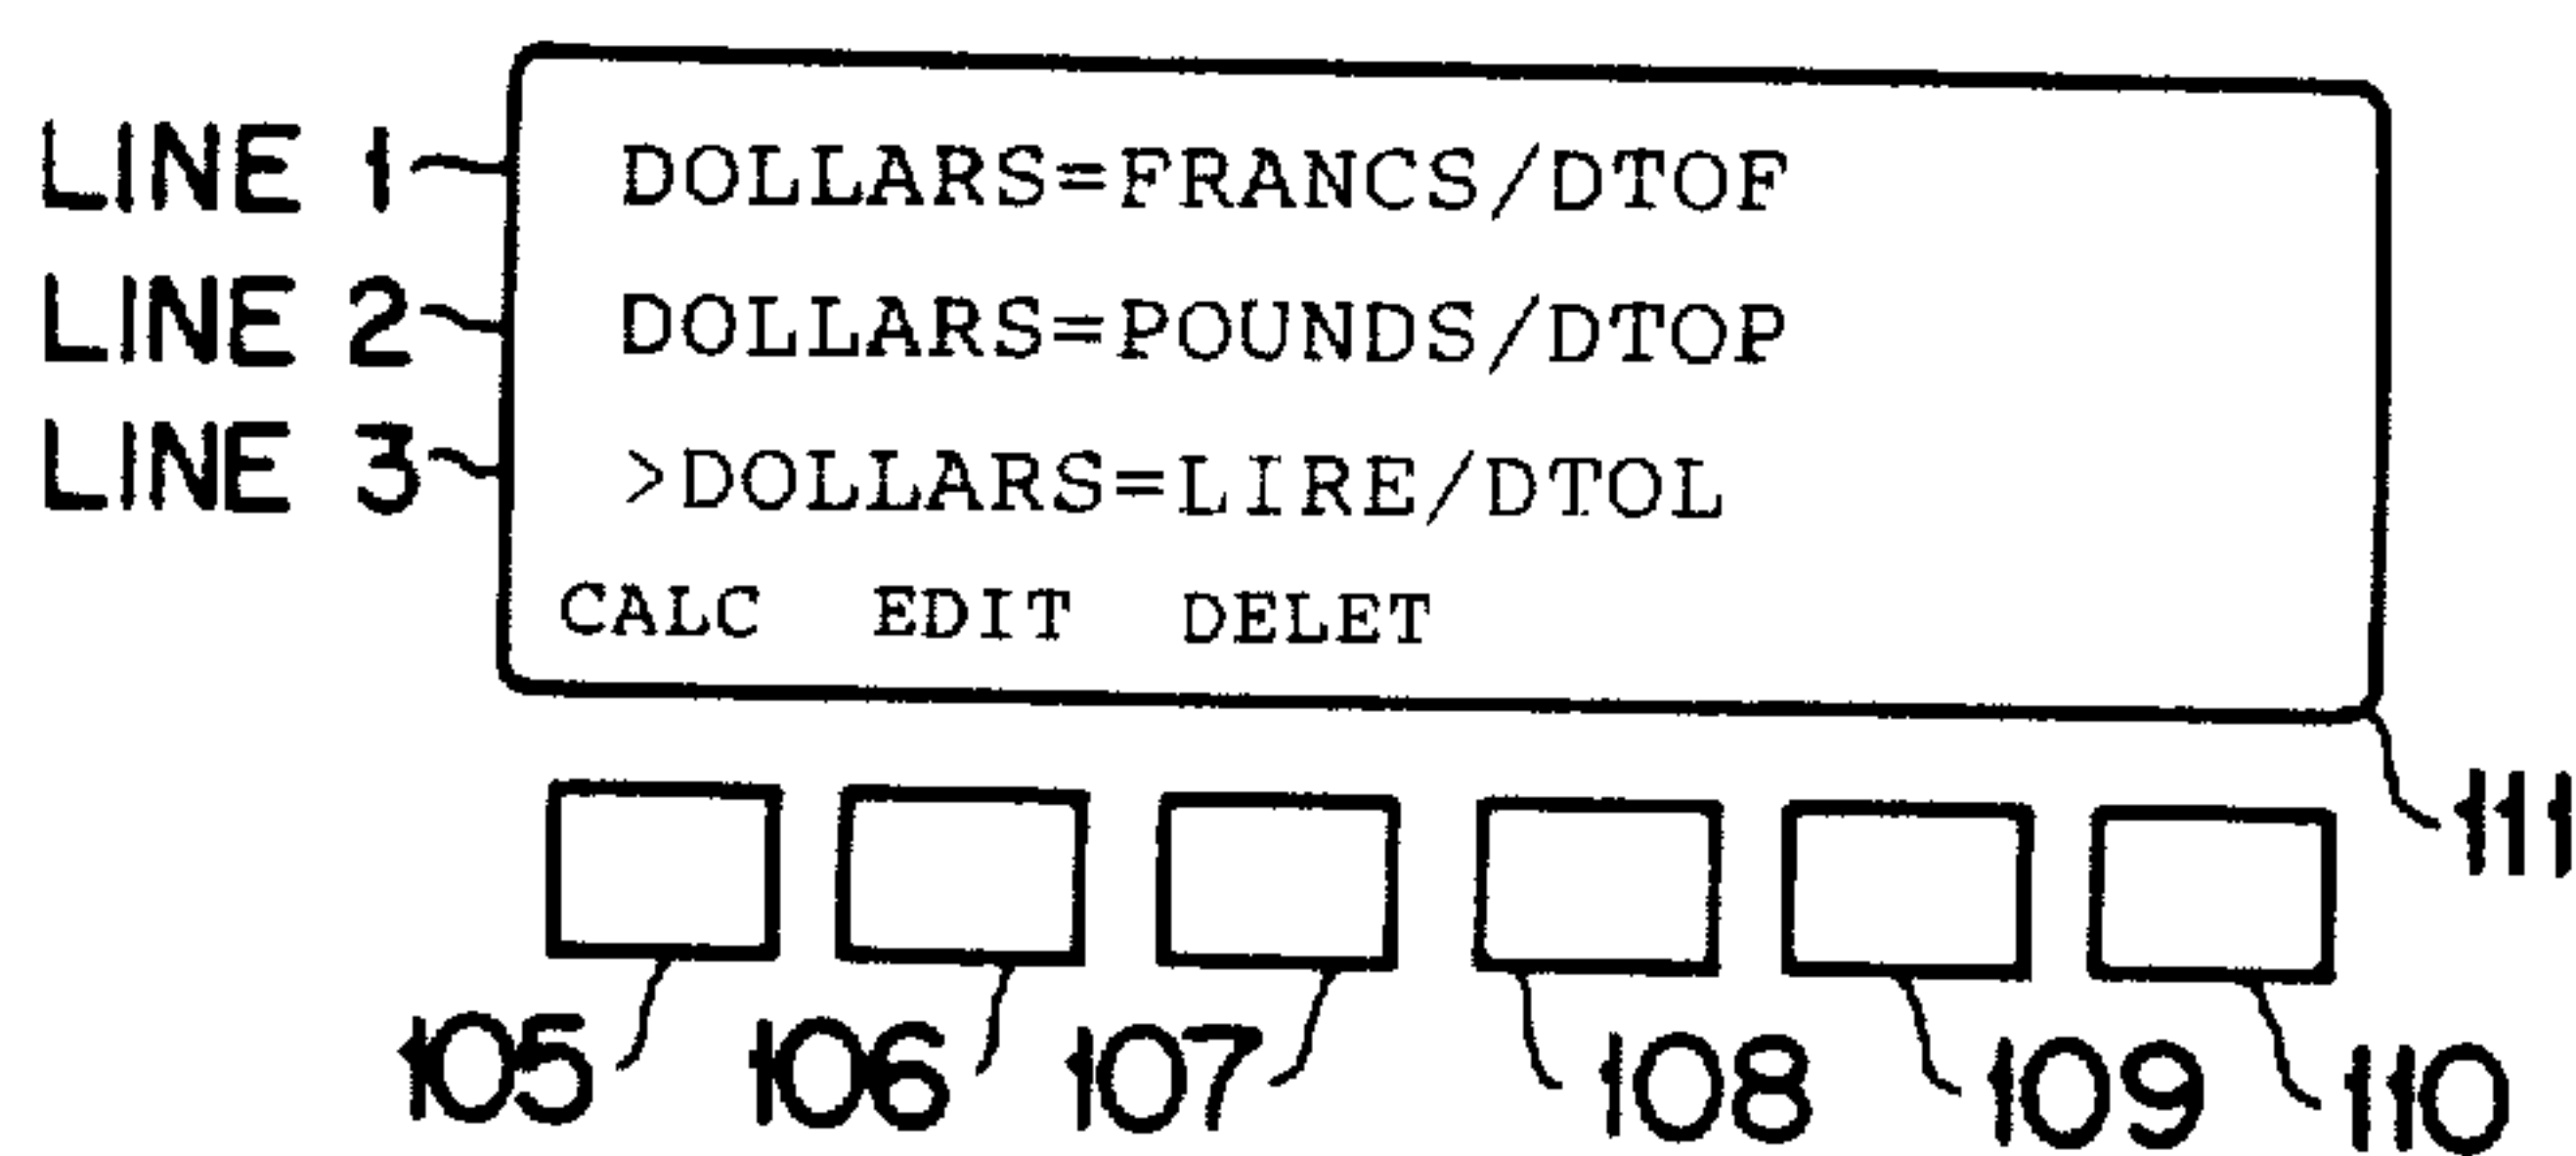 LINE 1 DOLLARS=FRANCS/DTOF
LINE 2 DOLLARS=POUNDS/DTOP
LINE 3 >DOLLARS=LIRE/DTOL
CALC EDIT DELET
111
105 106 107 108 109 110